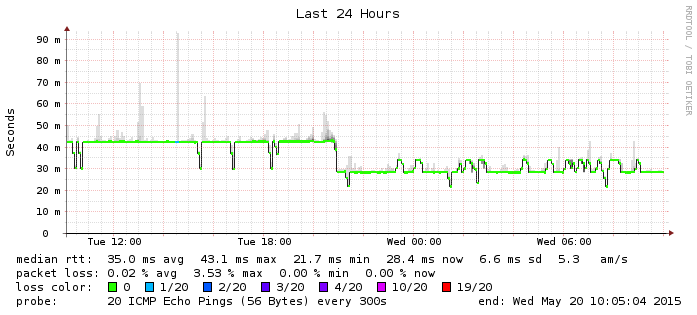 Last 24 Hours
RRDTOOL / TOBI OETIKER
Seconds
90 m
80 m
70 m
60 m
50 m
40 m
30 m
20 m
10 m
0
Tue 12:00 Tue 18:00 Wed 00:00 Wed 06:00
median rtt: 35.0 ms avg 43.1 ms max 21.7 ms min 28.4 ms now 6.6 ms sd 5.3 am/s
packet loss: 0.02 % avg 3.53 % max 0.00 % min 0.00 % now
loss color: 0 1/20 2/20 3/20 4/20 10/20 19/20
probe: 20 ICMP Echo Pings (56 Bytes) every 300s end: Wed May 20 10:05:04 2015